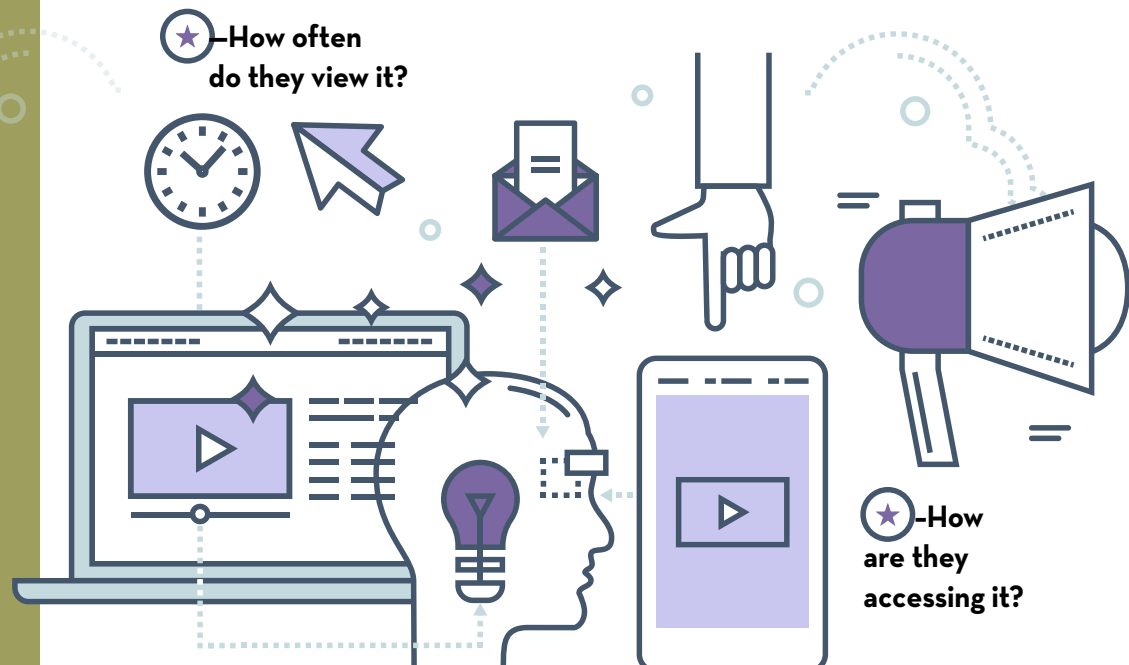 –How often
do they view it?
–How
are they
accessing it?